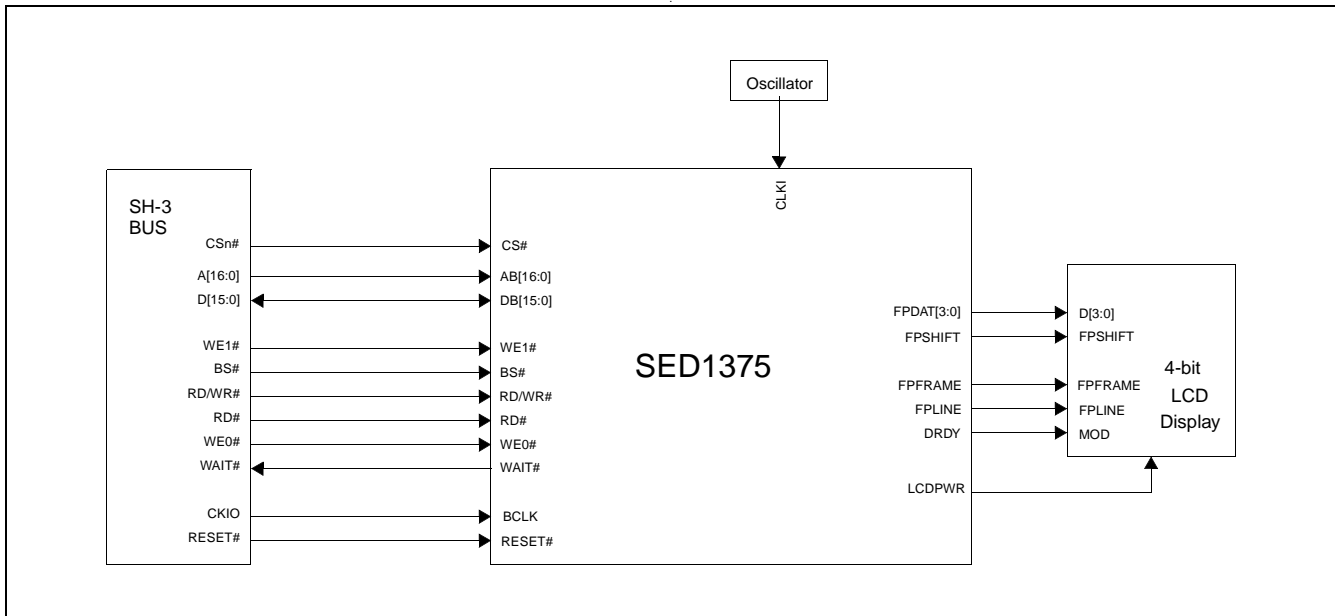 Oscillator
CLKI
SH-3
BUS
CSn#
A[16:0]
D[15:0]
WE1#
BS#
RD/WR#
RD#
WE0#
WAIT#
CKIO
RESET#
CS#
AB[16:0]
DB[15:0]
WE1#
BS#
RD/WR#
RD#
WE0#
WAIT#
BCLK
RESET#
SED1375
FPDAT[3:0]
FPSHIFT
FPFRAME
FPLINE
DRDY
LCDPWR
D[3:0]
FPSHIFT
FPFRAME
FPLINE
MOD
4-bit
LCD
Display